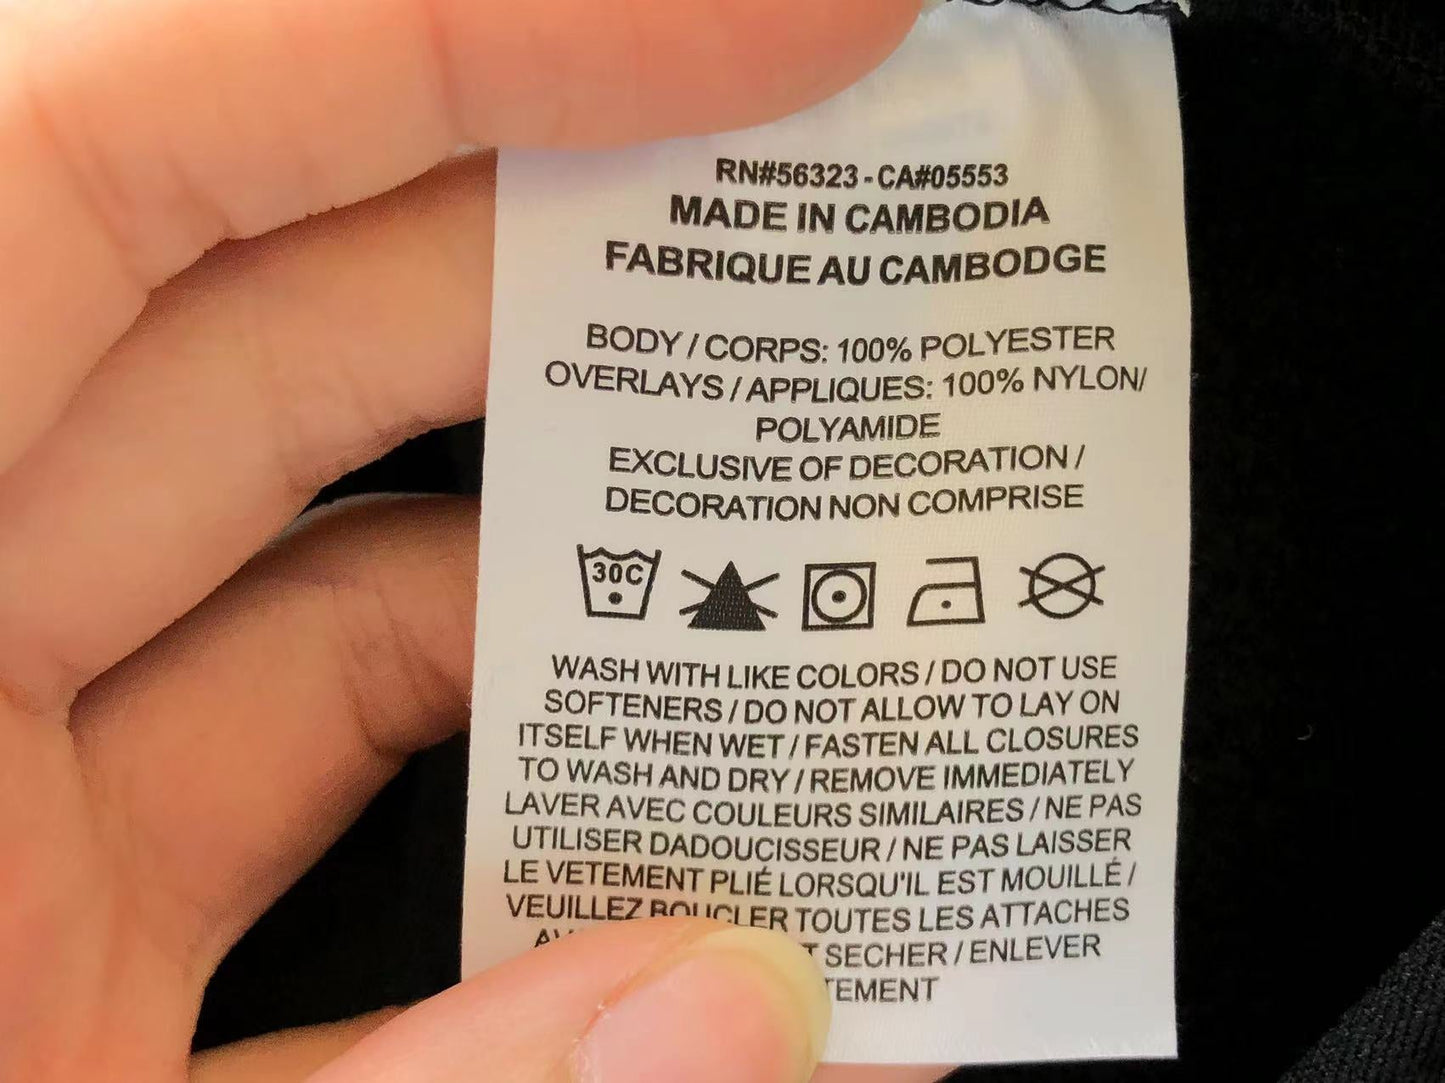 RN#56323 - CA#05553
MADE IN CAMBODIA
FABRIQUE AU CAMBODGE
BODY / CORPS: 100% POLYESTER
OVERLAYS / APPLIQUES: 100% NYLON/
POLYAMIDE
EXCLUSIVE OF DECORATION /
DECORATION NON COMPRISE
30C
WASH WITH LIKE COLORS / DO NOT USE
SOFTENERS / DO NOT ALLOW TO LAY ON
ITSELF WHEN WET / FASTEN ALL CLOSURES
TO WASH AND DRY / REMOVE IMMEDIATELY
LAVER AVEC COULEURS SIMILAIRES / NE PAS
UTILISER DADOUCISSEUR / NE PAS LAISSER
LE VETEMENT PLIÉ LORSQU'IL EST MOUILLÉ /
VEUILLEZ BOUCLER TOUTES LES ATTACHES
SECHER / ENLEVER